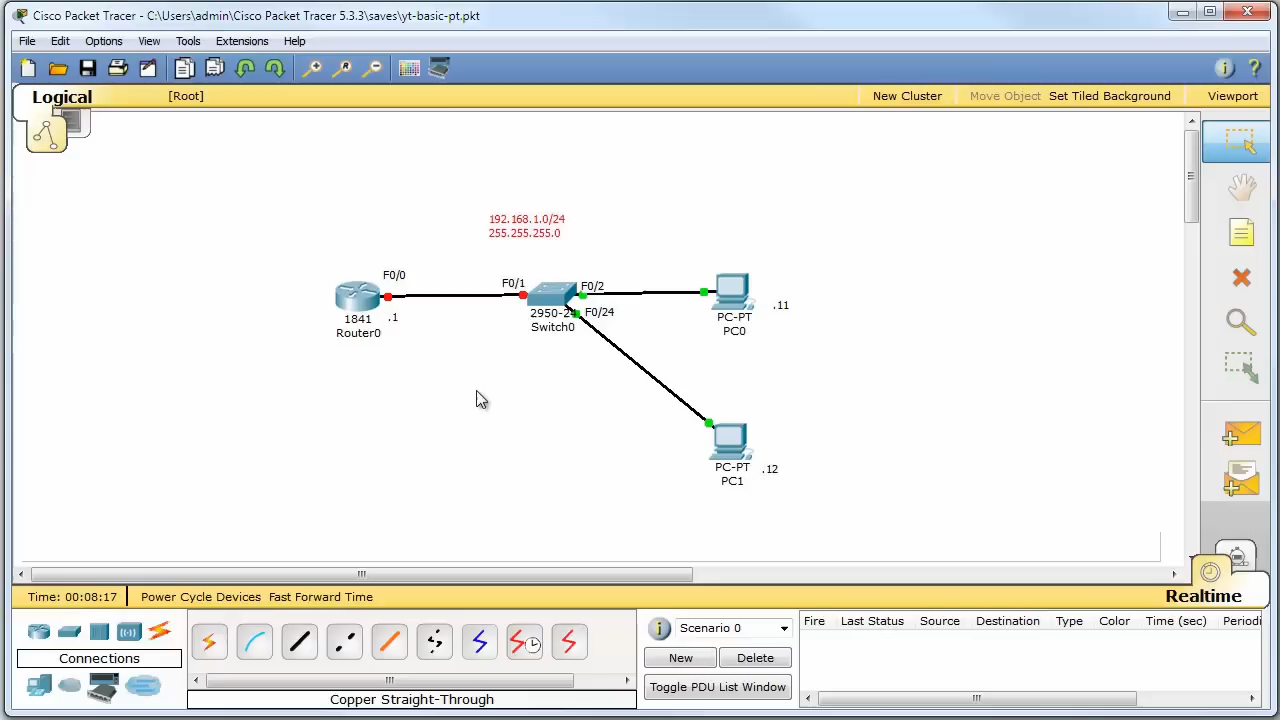 Cisco Packet Tracer - C:\Users\admin\Cisco Packet Tracer 5.3.3\saves\yt-basic-pt.pkt
File Edit Options View Tools Extensions Help
Logical [Root] New Cluster Move Object Set Tiled Background Viewport
192.168.1.0/24
255.255.255.0
F0/0 F0/1 F0/2
.11
F0/24
1841 .1 2950-24 PC-PT
Router0 Switch0 PC0
PC-PT .12
PC1
Time: 00:08:17 Power Cycle Devices Fast Forward Time Realtime
Scenario 0 Fire Last Status Source Destination Type Color Time (sec) Periodi
Connections New Delete
Toggle PDU List Window
Copper Straight-Through